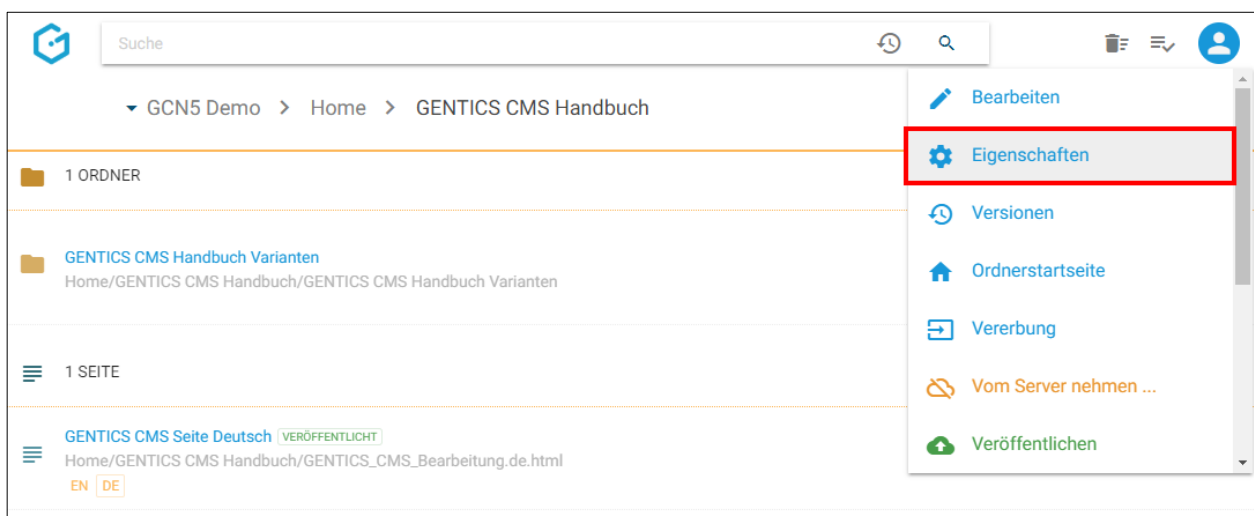 Suche
GCN5 Demo > Home > GENTICS CMS Handbuch
1 ORDNER
GENTICS CMS Handbuch Varianten
Home/GENTICS CMS Handbuch/GENTICS CMS Handbuch Varianten
1 SEITE
GENTICS CMS Seite Deutsch VERÖFFENTLICHT
Home/GENTICS CMS Handbuch/GENTICS_CMS_Bearbeitung.de.html
EN DE
Bearbeiten
Eigenschaften
Versionen
Ordnerstartseite
Vererbung
Vom Server nehmen ...
Veröffentlichen